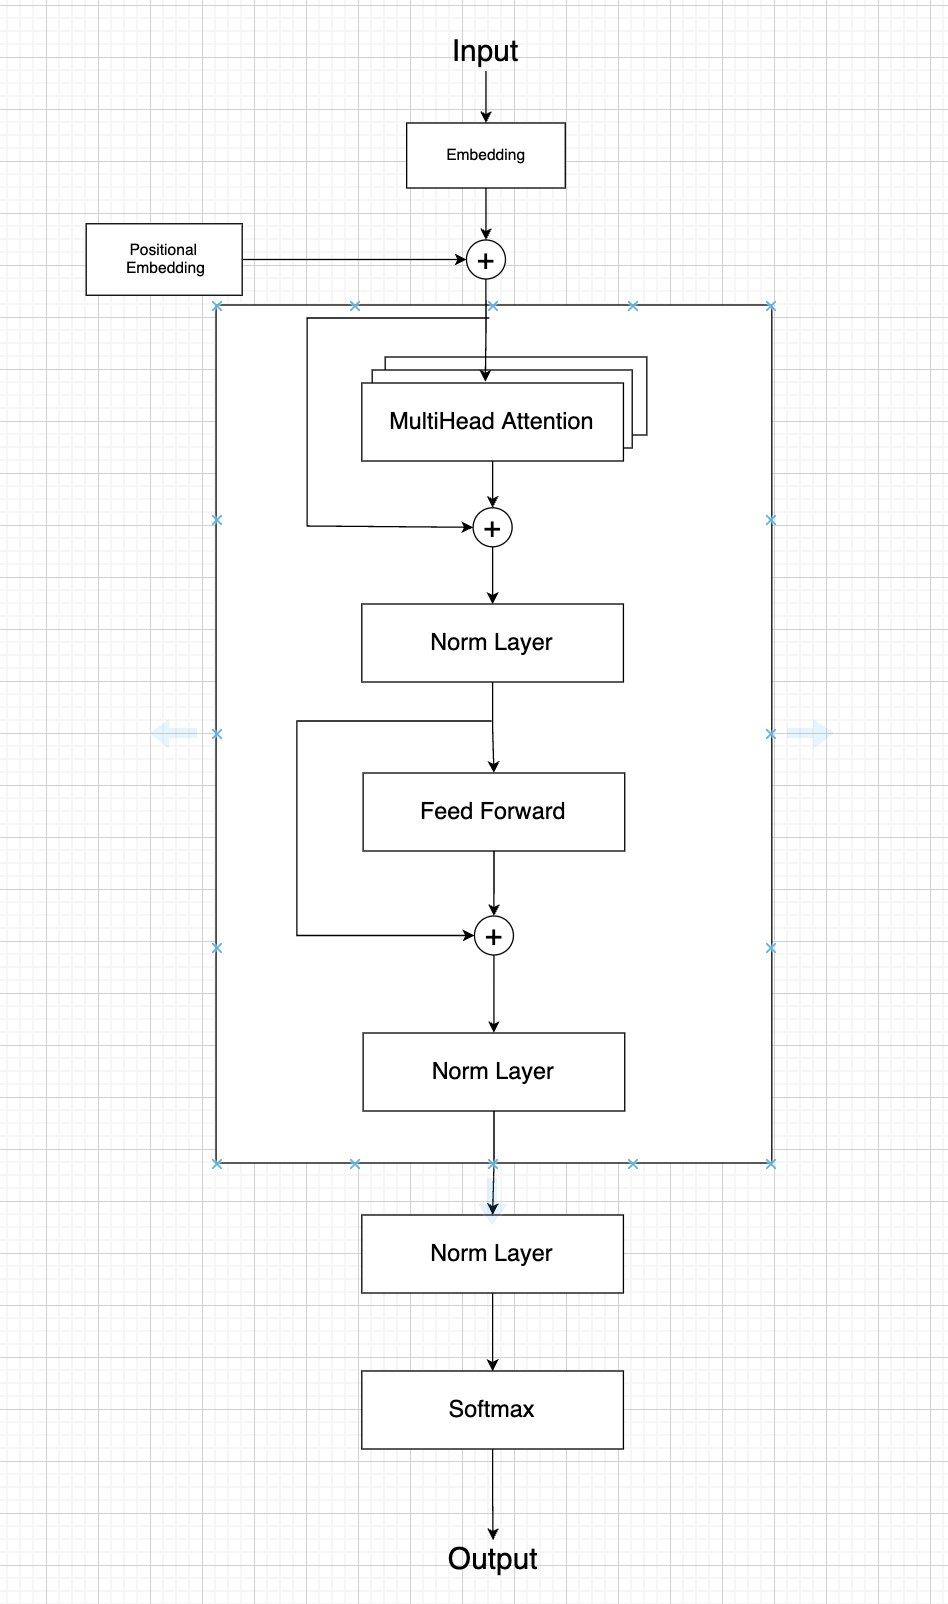 Input
Embedding
Positional
Embedding
+
MultiHead Attention
+
Norm Layer
Feed Forward
+
Norm Layer
Norm Layer
Softmax
Output